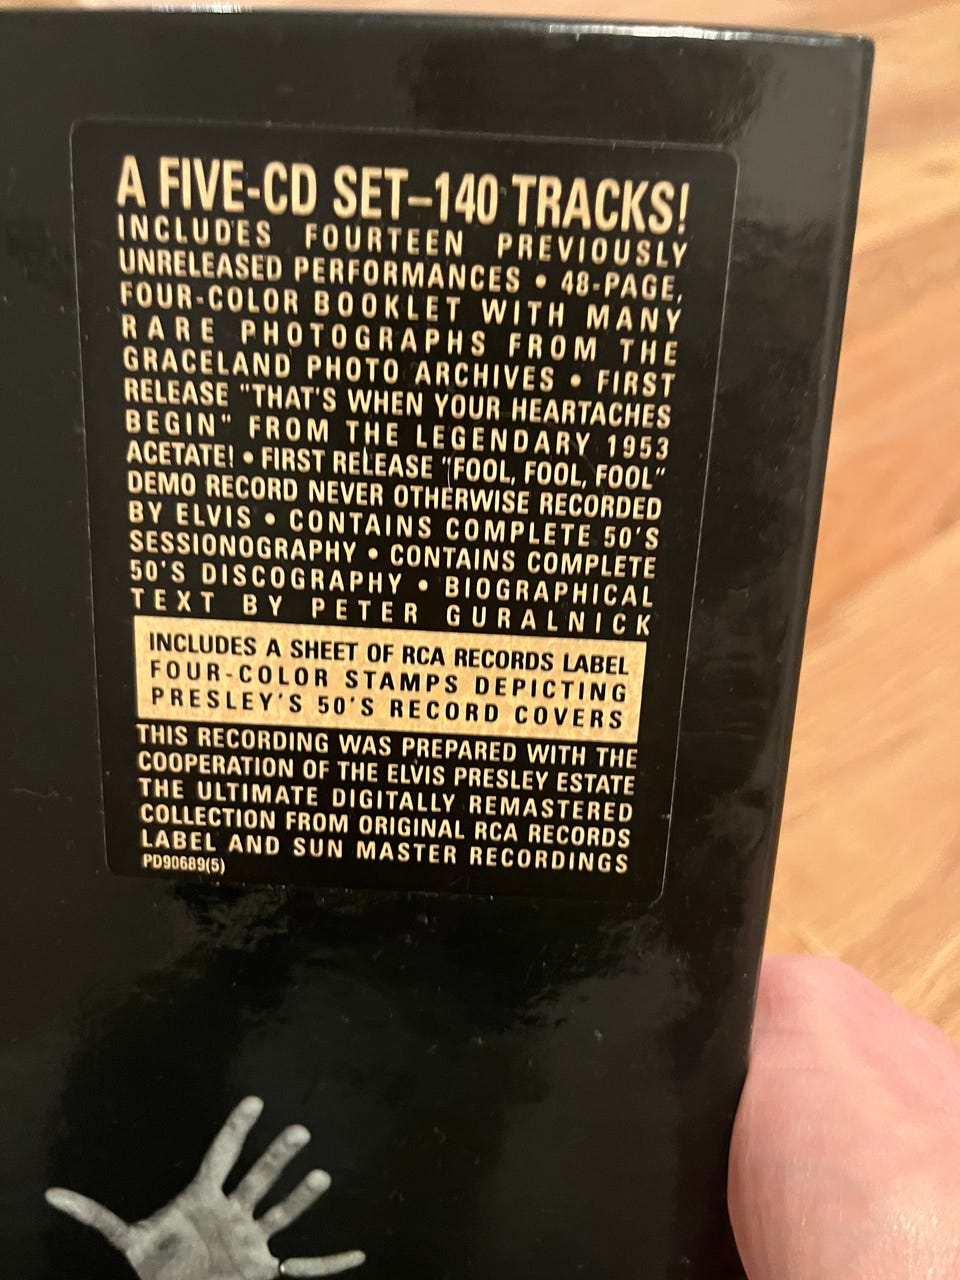 A FIVE-CD SET–140 TRACKS!
INCLUDES FOURTEEN PREVIOUSLY
UNRELEASED PERFORMANCES • 48-PAGE,
FOUR-COLOR BOOKLET WITH MANY
RARE PHOTOGRAPHS FROM THE
GRACELAND PHOTO ARCHIVES • FIRST
RELEASE "THAT'S WHEN YOUR HEARTACHES
BEGIN" FROM THE LEGENDARY 1953
ACETATE! • FIRST RELEASE "FOOL, FOOL, FOOL"
DEMO RECORD NEVER OTHERWISE RECORDED
BY ELVIS • CONTAINS COMPLETE 50'S
SESSIONOGRAPHY • CONTAINS COMPLETE
50'S DISCOGRAPHY • BIOGRAPHICAL
TEXT BY PETER GURALNICK
INCLUDES A SHEET OF RCA RECORDS LABEL
FOUR-COLOR STAMPS DEPICTING
PRESLEY'S 50'S RECORD COVERS
THIS RECORDING WAS PREPARED WITH THE
COOPERATION OF THE ELVIS PRESLEY ESTATE
THE ULTIMATE DIGITALLY REMASTERED
COLLECTION FROM ORIGINAL RCA RECORDS
LABEL AND SUN MASTER RECORDINGS
PD90689(5)